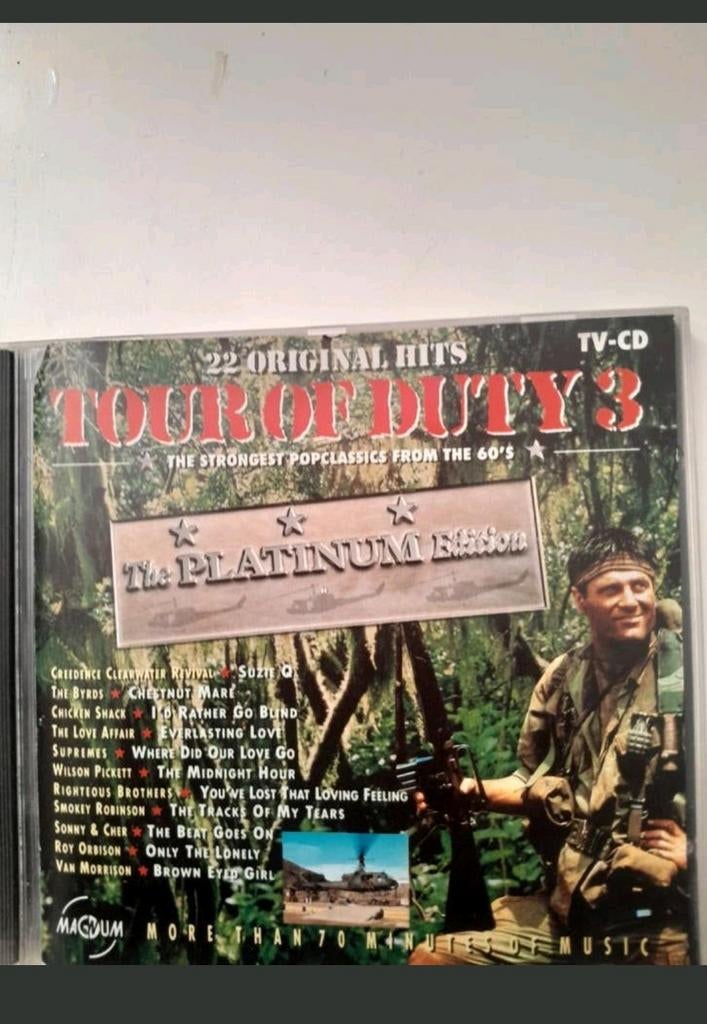 22 ORIGINAL HITS
TV-CD
TOUR OF DUTY 3
THE STRONGEST POPCLASSICS FROM THE 60'S
The PLATINUM Edition
CREEDENCE CLEARWATER REVIVAL ★ SUZIE Q
THE BYRDS ★ CHESTNUT MARE
CHICKEN SHACK ★ I'D RATHER GO BLIND
THE LOVE AFFAIR ★ EVERLASTING LOVE
SUPREMES ★ WHERE DID OUR LOVE GO
WILSON PICKETT ★ THE MIDNIGHT HOUR
RIGHTEOUS BROTHERS ★ YOU'VE LOST THAT LOVING FEELING
SMOKEY ROBINSON ★ THE TRACKS OF MY TEARS
SONNY & CHER ★ THE BEAT GOES ON
ROY ORBISON ★ ONLY THE LONELY
VAN MORRISON ★ BROWN EYED GIRL
MAGNUM
MORE THAN 70 MINUTES OF MUSIC